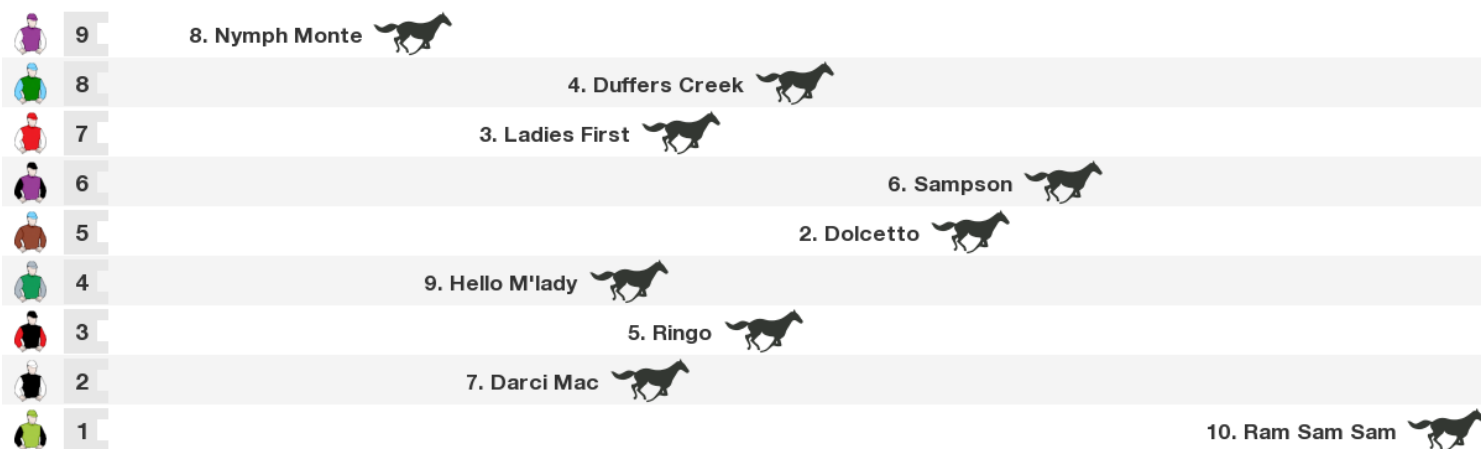 9 8. Nymph Monte
8 4. Duffers Creek
7 3. Ladies First
6 6. Sampson
5 2. Dolcetto
4 9. Hello M'lady
3 5. Ringo
2 7. Darci Mac
1 10. Ram Sam Sam